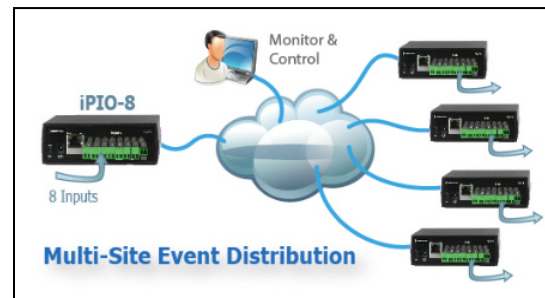 Monitor &
Control
iPIO-8
8 Inputs
Multi-Site Event Distribution